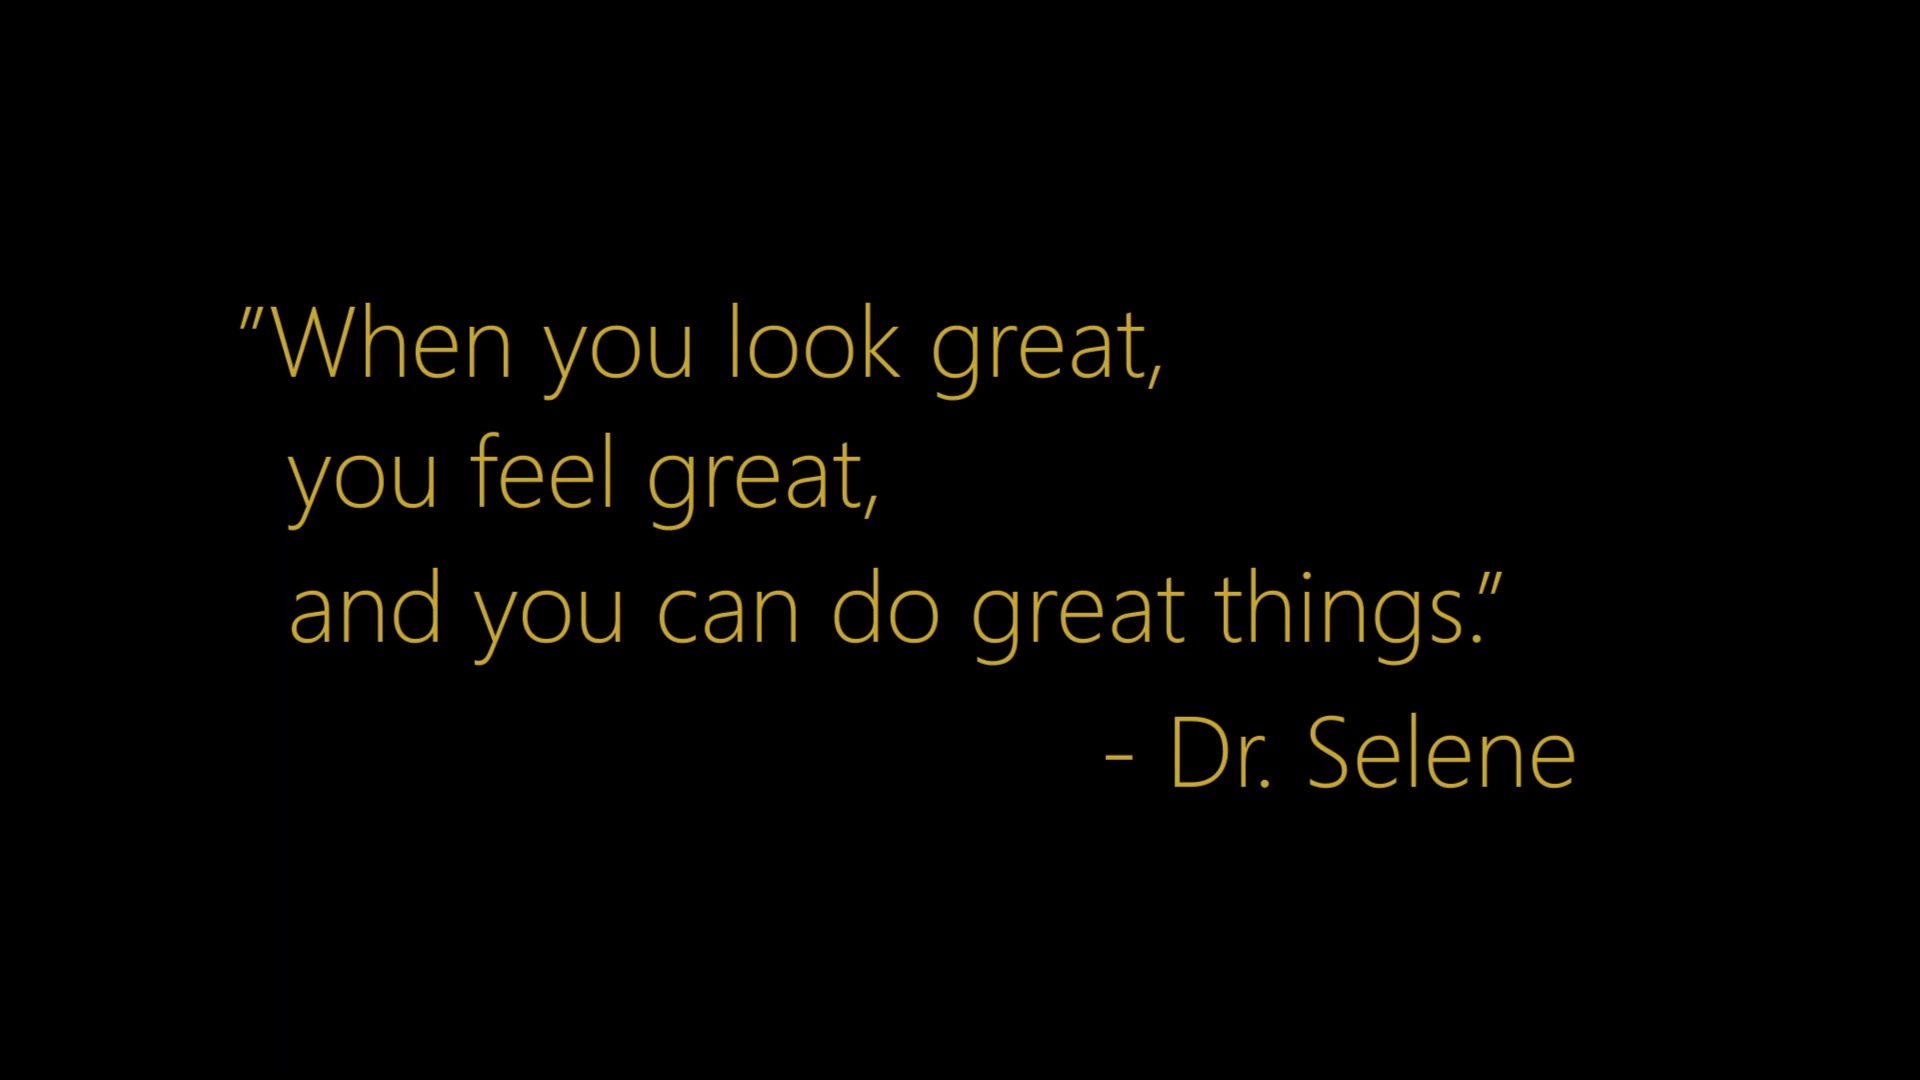 "When you look great,
you feel great,
and you can do great things."
- Dr. Selene